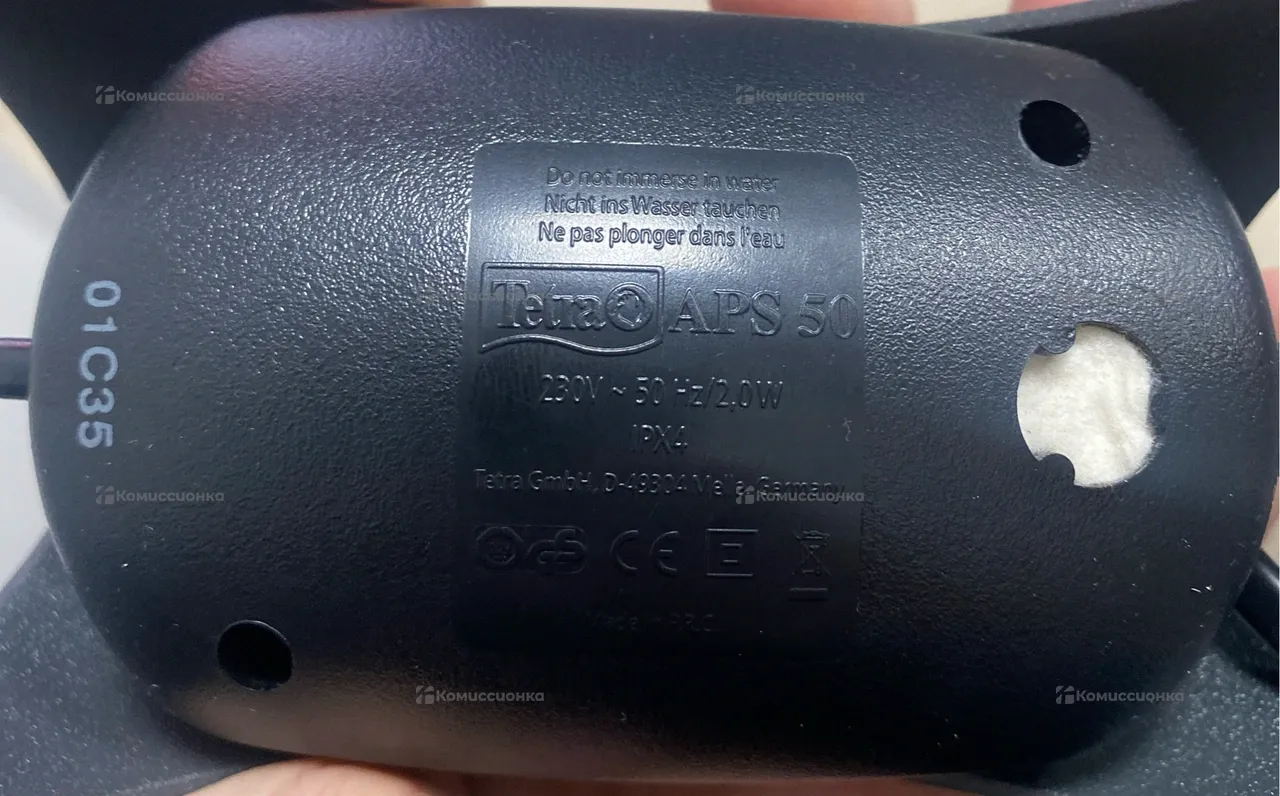 Do not immerse in water
Nicht ins Wasser tauchen
Ne pas plonger dans l'eau
Tetra APS 50
230V ~ 50 Hz/2,0W
IPX4
Tetra GmbH, D-49304 Melle, Germany
GS CE
Made in P.R.C.
01C35
Комиссионка
Комиссионка
Комиссионка
Комиссионка
Комиссионка
Комиссионка